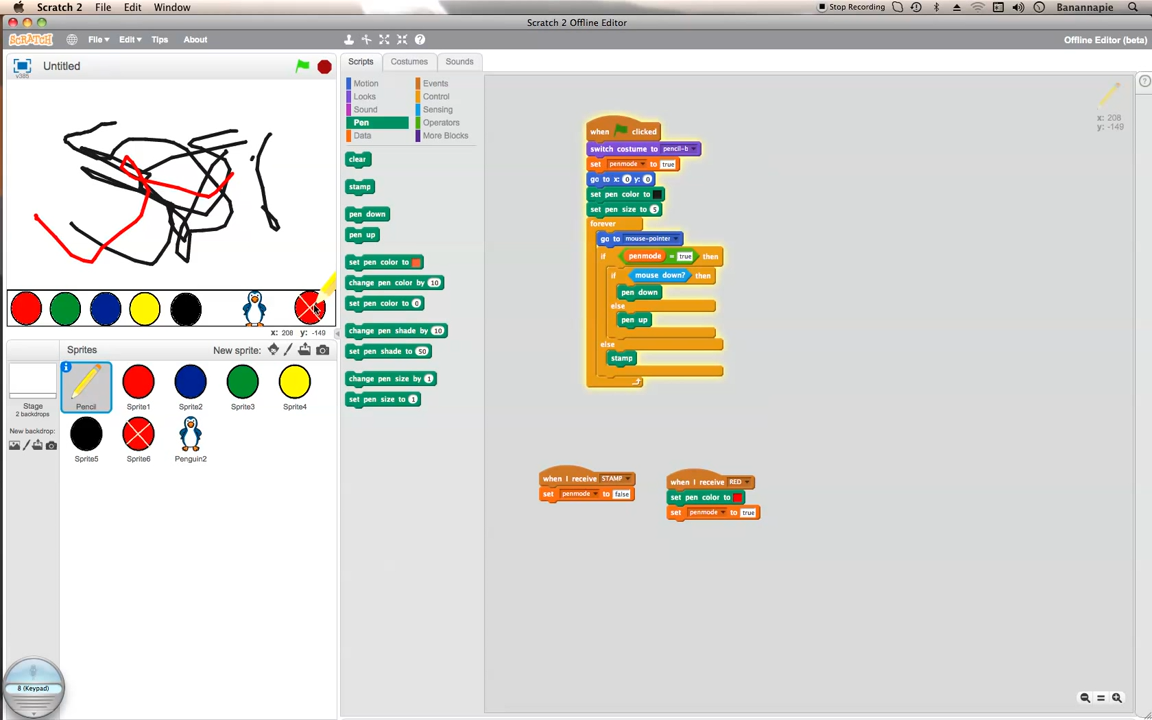 Scratch 2 File Edit Window Stop Recording Banannapie
Scratch 2 Offline Editor
SCRATCH File Edit Tips About Offline Editor (beta)
v385 Untitled
Scripts Costumes Sounds
Motion Events
Looks Control
Sound Sensing
Pen Operators
Data More Blocks
clear
stamp
pen down
pen up
set pen color to
change pen color by 10
set pen color to 0
change pen shade by 10
set pen shade to 50
change pen size by 1
set pen size to 1
x: 208 y: -149
Sprites New sprite:
Stage
2 backdrops
New backdrop:
Pencil Sprite1 Sprite2 Sprite3 Sprite4
Sprite5 Sprite6 Penguin2
8 (Keypad)
x: 208
y: -149
when clicked
switch costume to pencil-b
set penmode to true
go to x: 0 y: 0
set pen color to
set pen size to 5
forever
go to mouse-pointer
if penmode = true then
if mouse down? then
pen down
else
pen up
else
stamp
when I receive STAMP
set penmode to false
when I receive RED
set pen color to
set penmode to true